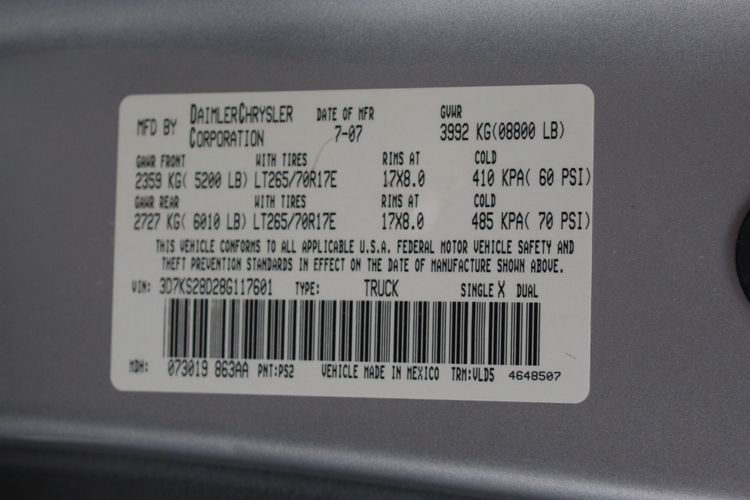 MFD BY DAIMLERCHRYSLER CORPORATION DATE OF MFR 7-07 GVWR 3992 KG(08800 LB)
GAWR FRONT WITH TIRES RIMS AT COLD
2359 KG( 5200 LB) LT265/70R17E 17X8.0 410 KPA( 60 PSI)
GAWR REAR WITH TIRES RIMS AT COLD
2727 KG( 6010 LB) LT265/70R17E 17X8.0 485 KPA( 70 PSI)
THIS VEHICLE CONFORMS TO ALL APPLICABLE U.S.A. FEDERAL MOTOR VEHICLE SAFETY AND
THEFT PREVENTION STANDARDS IN EFFECT ON THE DATE OF MANUFACTURE SHOWN ABOVE.
VIN: 3D7KS28D28G117601 TYPE: TRUCK SINGLE X DUAL
MDH: 073019 863AA PNT:PS2 VEHICLE MADE IN MEXICO TRM:VLD5 4648507